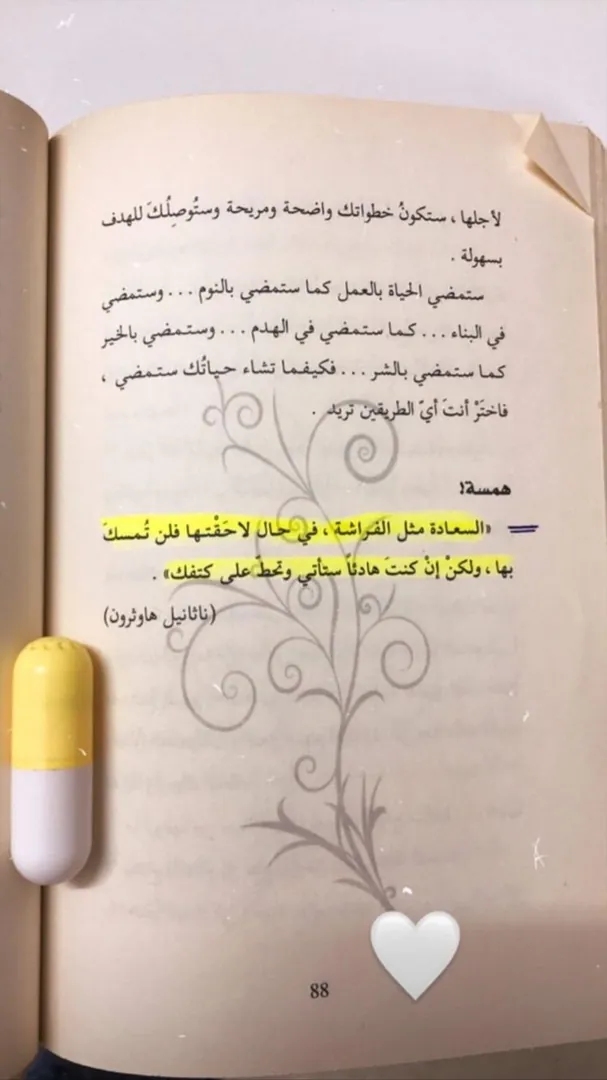 لأجلها ، ستكونُ خطواتك واضحة ومريحة وستُوصِلُكَ للهدف
بسهولة .
ستمضي الحياة بالعمل كما ستمضي بالنوم ... وستمضي
في البناء ... كما ستمضي في الهدم ... وستمضي بالخير
كما ستمضي بالشر ... فكيفما تشاء حياتُك ستمضي ،
فاختَرْ أنتَ أيّ الطريقين تريد .
همسة!
«السعادة مثل الفراشة ، في حال لاحَقْتها فلن تُمسكَ
بها ، ولكنْ إنْ كنتَ هادئاً ستأتي وتحطّ على كتفك» .
(ناثانيل هاوثرون)
88